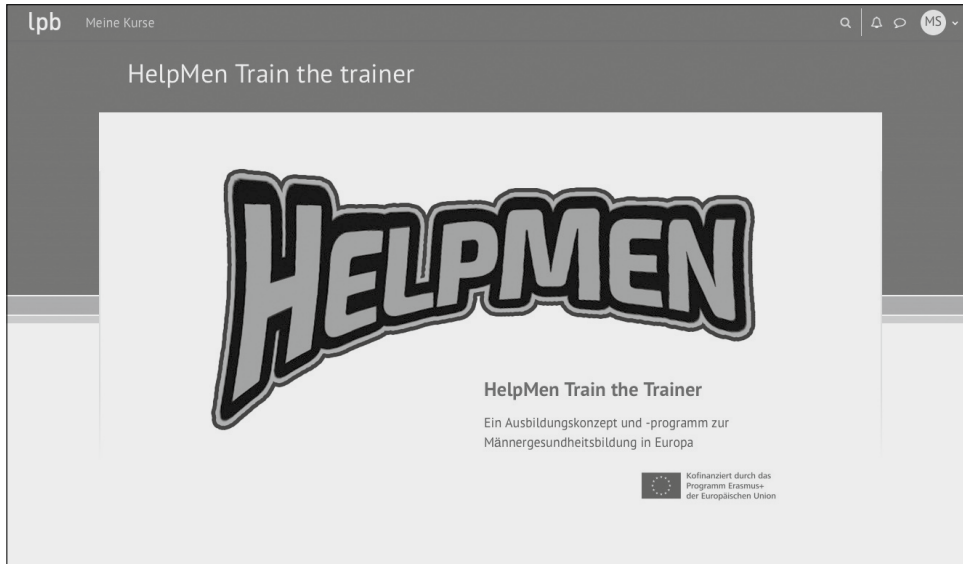 lpb Meine Kurse MS
HelpMen Train the trainer
HELPMEN
HelpMen Train the Trainer
Ein Ausbildungskonzept und -programm zur
Männergesundheitsbildung in Europa
Kofinanziert durch das
Programm Erasmus+
der Europäischen Union